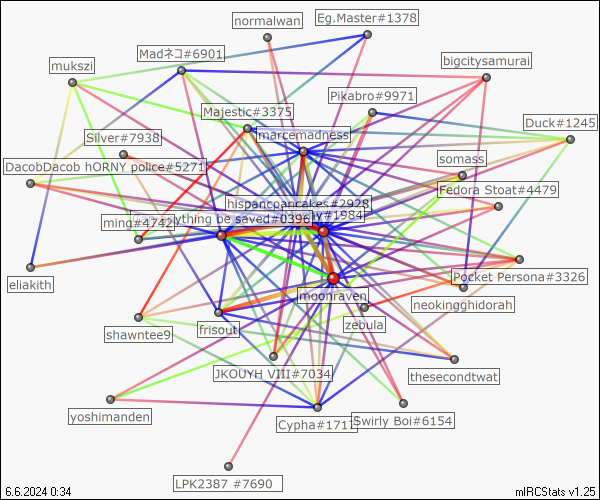 Eg.Master#1378
normalwan
Madネコ#6901
bigcitysamurai
mukszi
Pikabro#9971
Majestic#3375
Duck#1245
marcemadness
Silver#7938
somass
DacobDacob hORNY police#5271
Fedora Stoat#4479
hispancpancakes#2928
#1984
ything be saved#0396
ming#4742
Pocket Persona#3326
eliakith
moonraven
neokingghidorah
zebula
frisout
shawntee9
JKOUYH VIII#7034
thesecondtwat
yoshimanden
Cypha#1717
Swirly Boi#6154
LPK2387 #7690
6.6.2024 0:34
mIRCStats v1.25